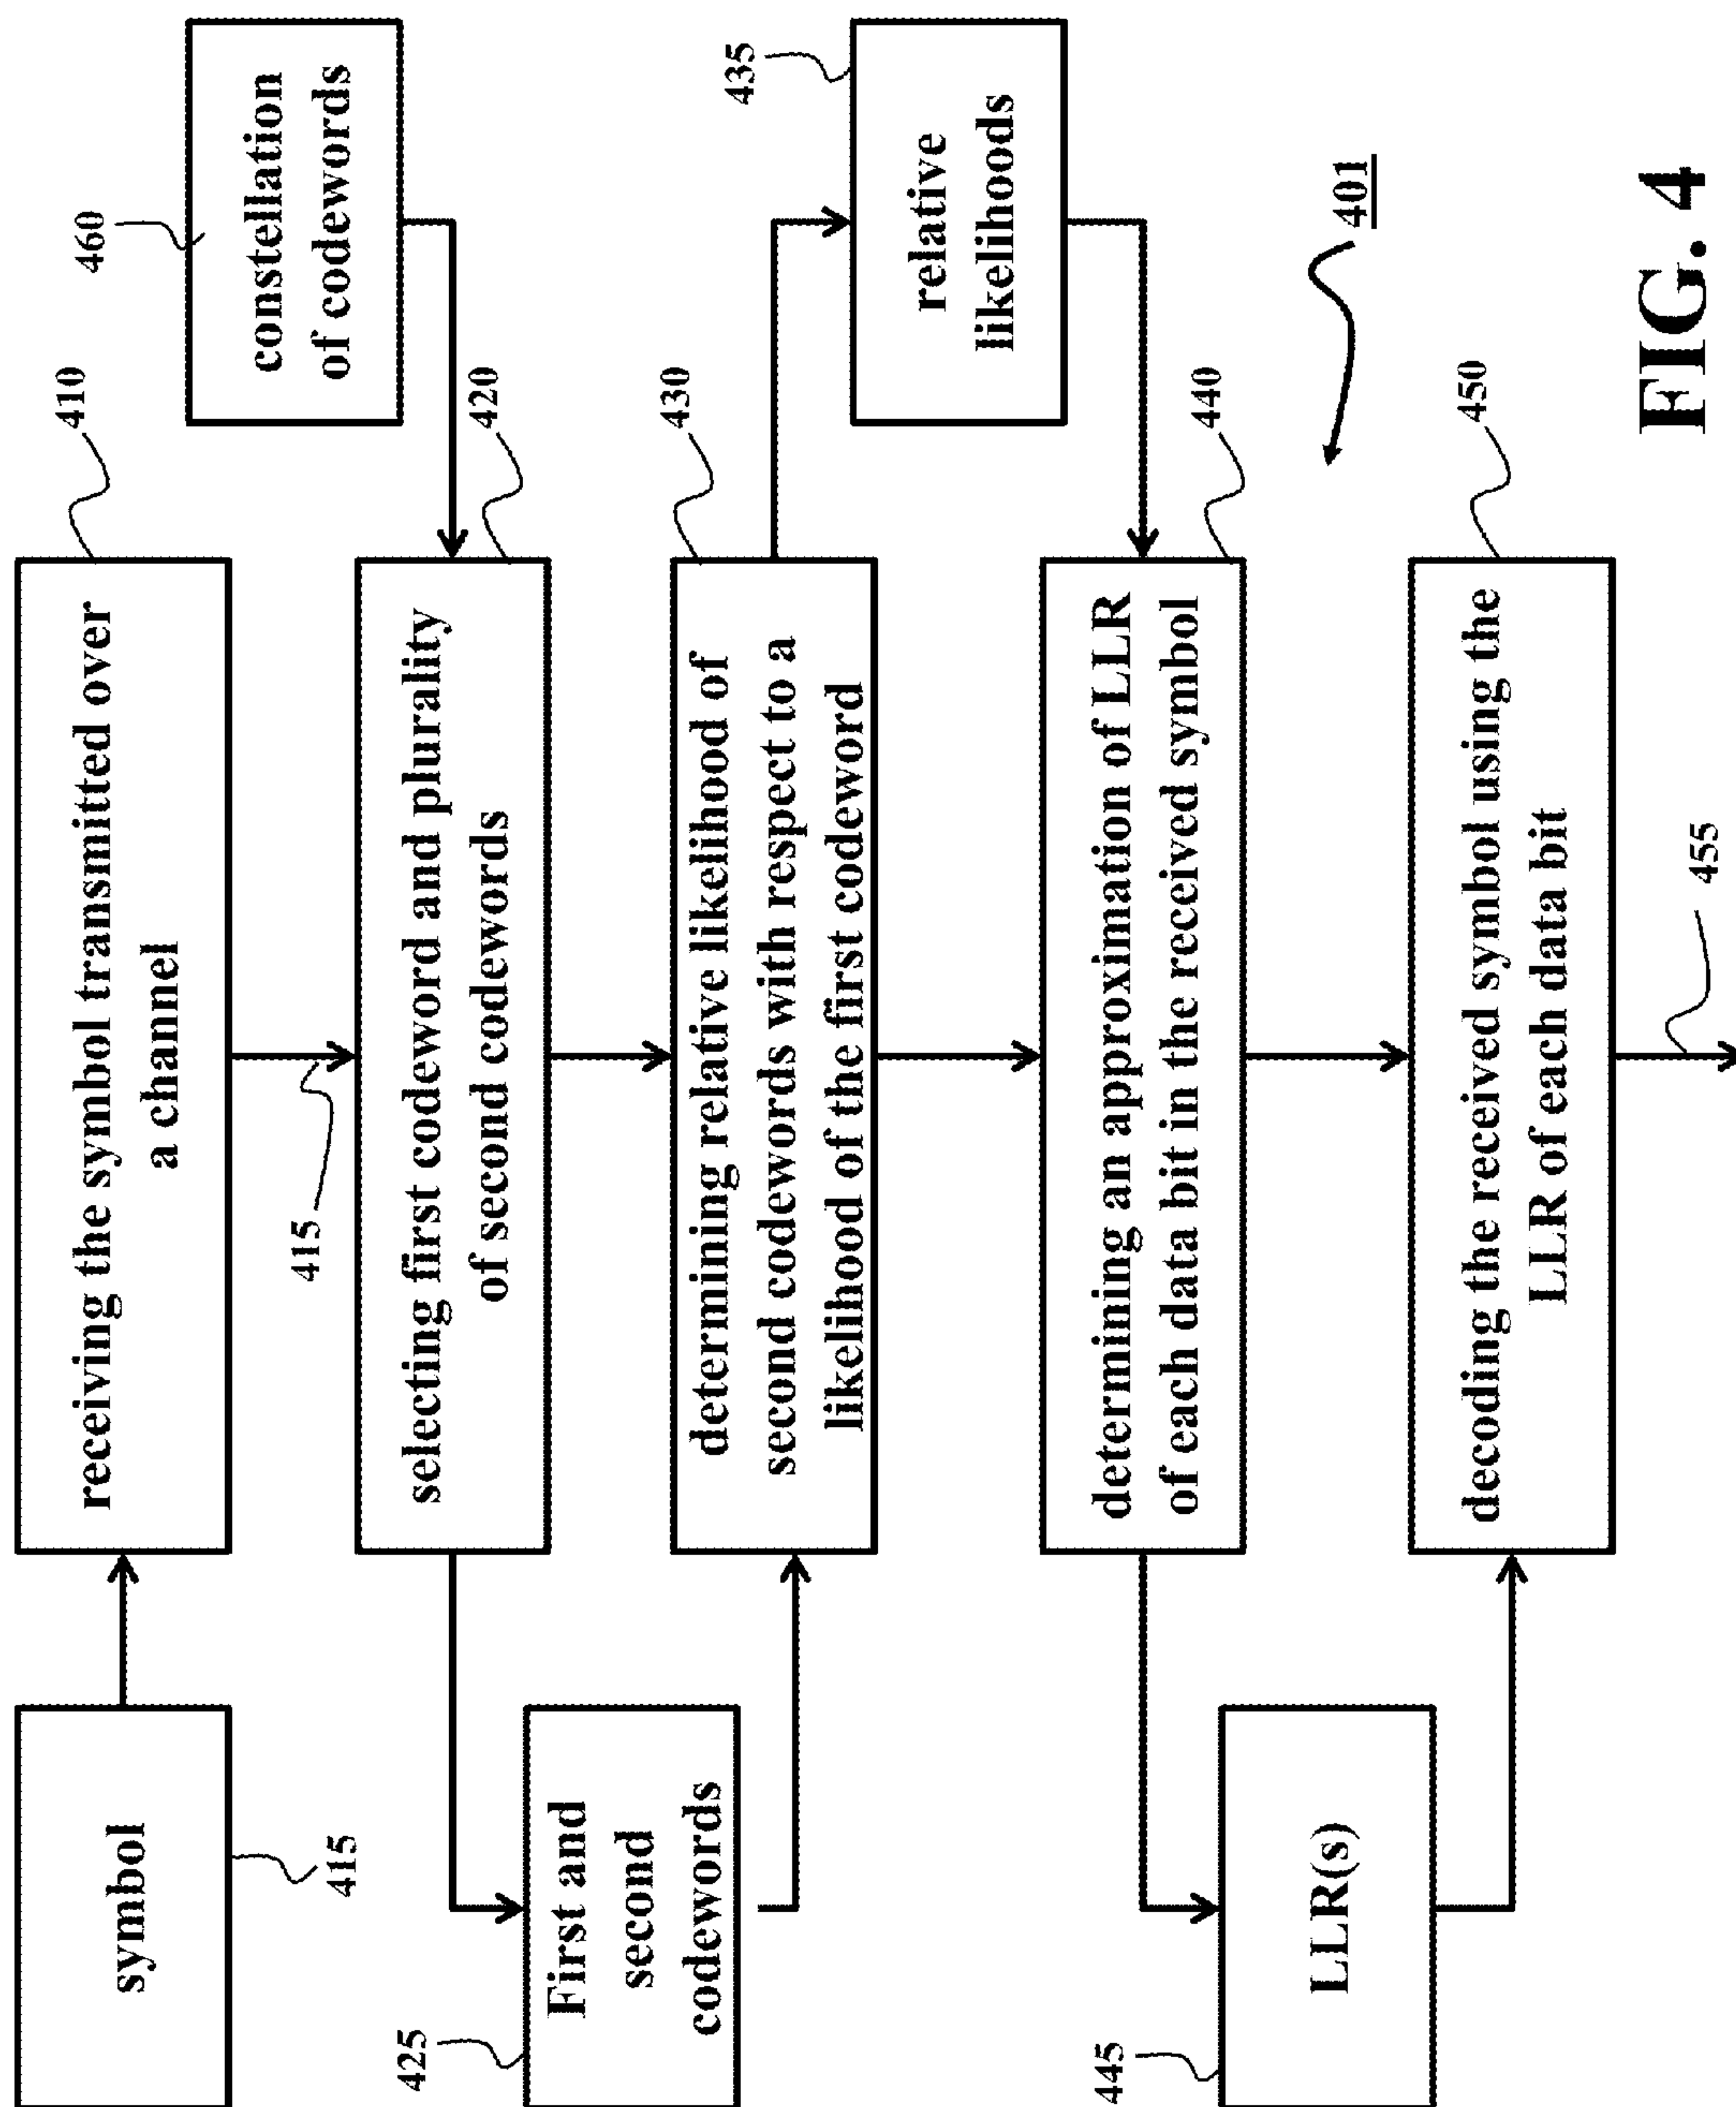 symbol
415
receiving the symbol transmitted over
a channel
410
415
460
constellation
of codewords
selecting first codeword and plurality
of second codewords
420
425
First and
second
codewords
determining relative likelihood of
second codewords with respect to a
likelihood of the first codeword
430
435
relative
likelihoods
determining an approximation of LLR
of each data bit in the received symbol
440
445
LLR(s)
decoding the received symbol using the
LLR of each data bit
450
455
401
FIG. 4